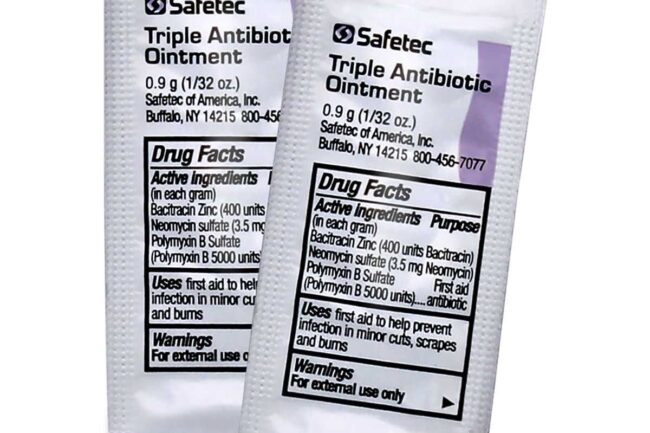 Safetec
Triple Antibiot
Ointment
0.9 g (1/32 oz.)
Safetec of America, Inc.
Buffalo, NY 14215 800-456
Drug Facts
Active Ingredients
(in each gram)
Bacitracin Zinc (400 units
Neomycin sulfate (3.5 mg
Polymyxin B Sulfate
(Polymyxin B 5000 units)
Uses first aid to help
infection in minor cu
and burns
Warnings
For external use o
Safetec
Triple Antibiotic
Ointment
0.9 g (1/32 oz.)
Safetec of America, Inc.
Buffalo, NY 14215 800-456-7077
Drug Facts
Active Ingredients Purpose
(in each gram)
Bacitracin Zinc (400 units Bacitracin)
Neomycin sulfate (3.5 mg Neomycin)
Polymyxin B Sulfate First aid
(Polymyxin B 5000 units)....antibiotic
Uses first aid to help prevent
infection in minor cuts, scrapes
and burns
Warnings
For external use only